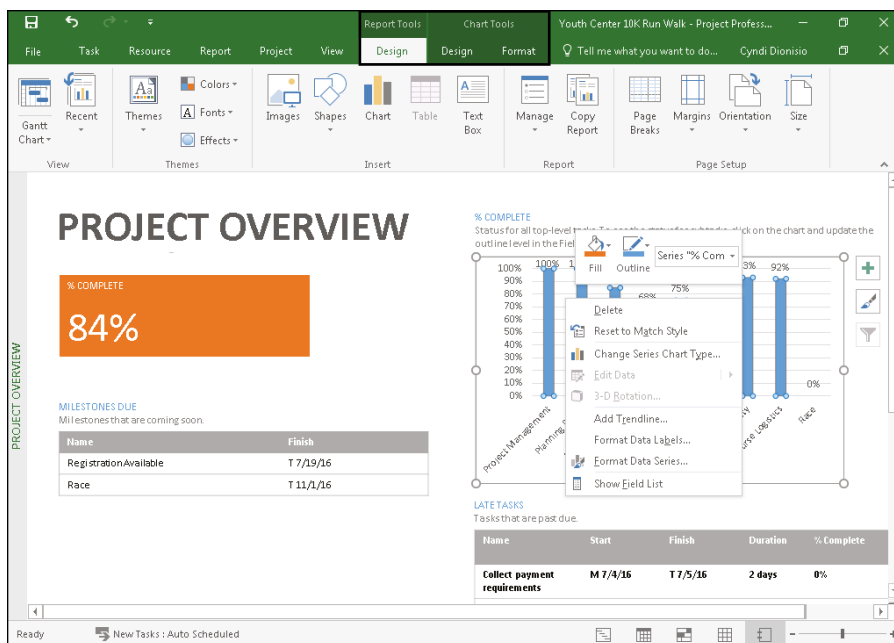 Report Tools Chart Tools Youth Center 10K Run Walk - Project Profess...
File Task Resource Report Project View Design Design Format Tell me what you want to do... Cyndi Dionisio
Gantt Chart Recent Themes Colors Fonts Effects Images Shapes Chart Table Text Box Manage Copy Report Page Breaks Margins Orientation Size
View Themes Insert Report Page Setup
PROJECT OVERVIEW
PROJECT OVERVIEW
% COMPLETE
84%
MILESTONES DUE
Milestones that are coming soon.
Name Finish
Registration Available T 7/19/16
Race T 11/1/16
% COMPLETE
Status for all top-level
click on the chart and update the
outline level in the Fiel
Fill Outline Series "% Com
100% 100% 1 68% 75% 3% 92% 0%
90%
80%
70%
60%
50%
40%
30%
20%
10%
0%
Project Management Planning urse Logistics Race
Delete
Reset to Match Style
Change Series Chart Type...
Edit Data
3-D Rotation...
Add Trendline...
Format Data Labels...
Format Data Series...
Show Field List
LATE TASKS
Tasks that are past due.
Name Start Finish Duration % Complete
Collect payment requirements M 7/4/16 T 7/5/16 2 days 0%
Ready New Tasks : Auto Scheduled